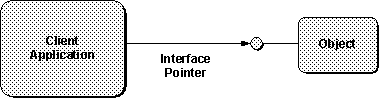 Client
Application
Interface
Pointer
Object